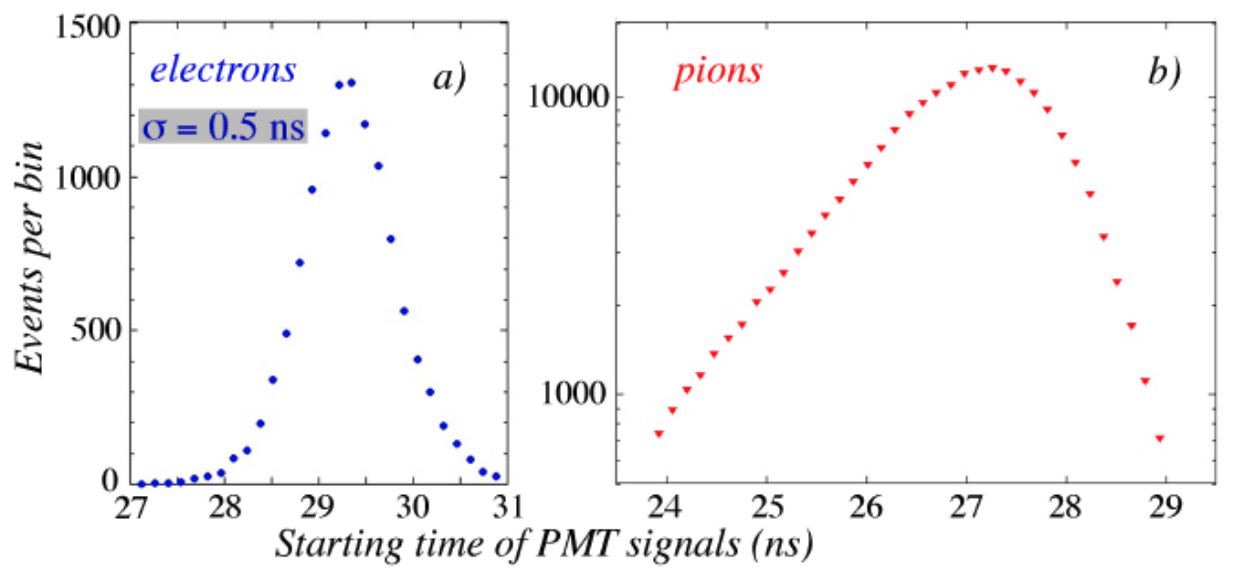 1500
1000
500
0
Events per bin
electrons
a)
σ = 0.5 ns
27 28 29 30 31
pions
b)
10000
1000
24 25 26 27 28 29
Starting time of PMT signals (ns)